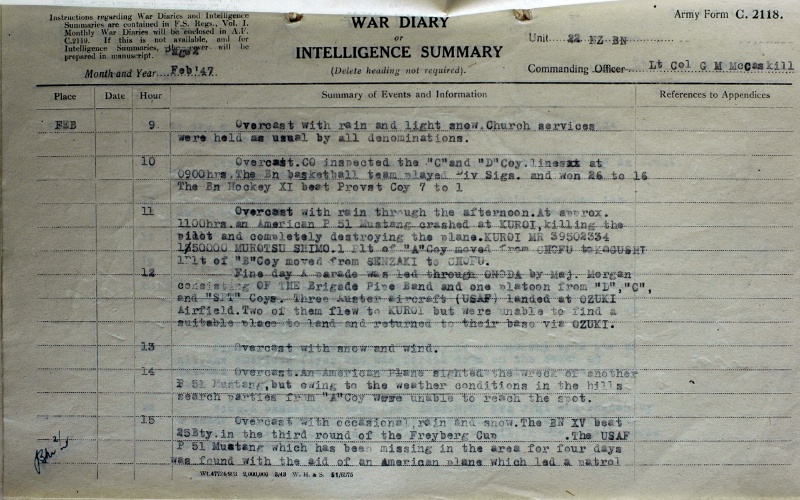 Instructions regarding War Diaries and Intelligence
Summaries are contained in F.S. Regs., Vol. I.
Monthly War Diaries will be enclosed in A.F.
C.2119. If this is not available, and for
Intelligence Summaries, the cover will be
prepared in manuscript.
Month and Year Feb'47
WAR DIARY
or
INTELLIGENCE SUMMARY
(Delete heading not required).
Army Form C. 2118.
Unit 22 NZ BN
Commanding Officer Lt Col G M McCaskill
Place Date Hour Summary of Events and Information References to Appendices
FEB 9 Overcast with rain and light snow.Church services
were held as usual by all denominations.
10 Overcast.CO inspected the "C"and "D"Coy.lines at
0900hrs.The Bn basketball team played Div Sigs. and won 26 to 16
The Bn Hockey XI beat Provst Coy 7 to 1
11 Overcast with rain through the afternoon.At approx.
1100hrs.an American P 51 Mustang crashed at KUROI,killing the
pilot and completely destroying the plane.KUROI MR 39502334
1/50000 MUROTSU SHIMO.1 Plt of "A"Coy moved from CHOFU to KAGUSHI
1Plt of "B"Coy moved from SENZAKI to CHOFU.
12 Fine day A parade was led through ONODA by Maj. Morgan
consisting OF THE Brigade Pipe Band and one platoon from "D","C",
and "SPT" Coys. Three Auster aircraft (USAF) landed at OZUKI
Airfield.Two of them flew to KUROI but were unable to find a
suitable place to land and returned to their base via OZUKI.
13 Overcast with snow and wind.
14 Overcast.An American Plane sighted the wreck of another
P 51 Mustang,but owing to the weather conditions in the hills
search parties from "A"Coy were unable to reach the spot.
15 Overcast with occasional rain and snow.The BN XV beat
25Bty.in the third round of the Freyberg Cup .The USAF
P 51 Mustang which has been missing in the area for four days
was found with the aid of an American plane which led a patrol